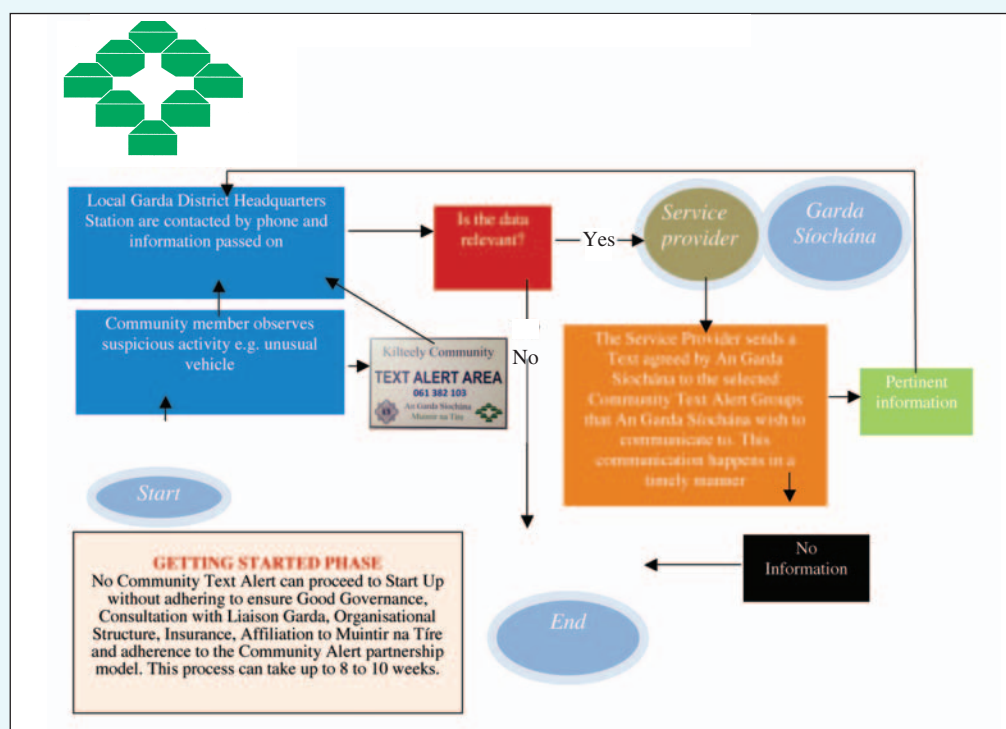 Local Garda District Headquarters
Station are contacted by phone and
information passed on
Is the data
relevant?
Yes
Service
provider
Garda
Síochána
Community member observes
suspicious activity e.g. unusual
vehicle
Kilteely Community
TEXT ALERT AREA
061 382 103
An Garda Síochána
Muintir na Tíre
No
The Service Provider sends a
Text agreed by An Garda
Síochána to the selected
Community Text Alert Groups
that An Garda Síochána wish to
communicate to. This
communication happens in a
timely manner
Pertinent
information
Start
No
Information
GETTING STARTED PHASE
No Community Text Alert can proceed to Start Up
without adhering to ensure Good Governance,
Consultation with Liaison Garda, Organisational
Structure, Insurance, Affiliation to Muintir na Tíre
and adherence to the Community Alert partnership
model. This process can take up to 8 to 10 weeks.
End